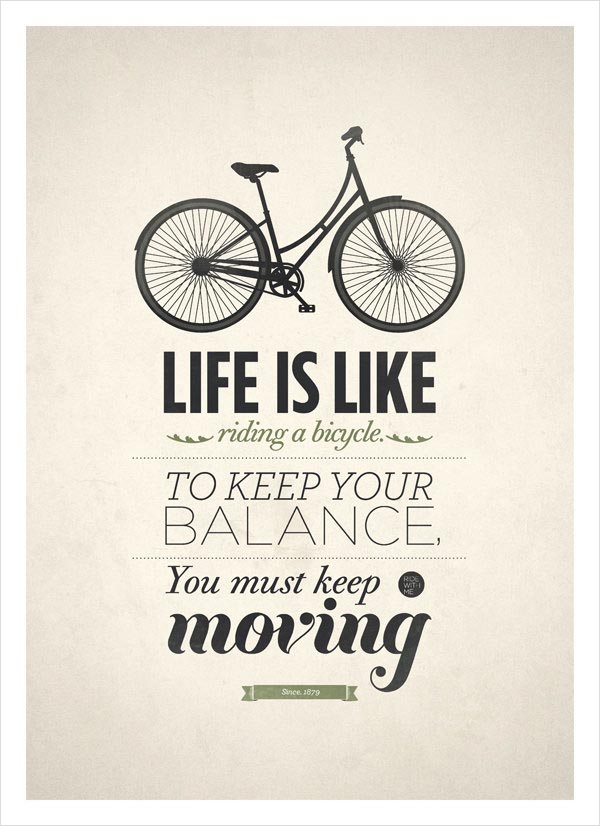 LIFE IS LIKE
riding a bicycle.
TO KEEP YOUR
BALANCE,
You must keep
RIDE
WITH
ME
moving
Since, 1879